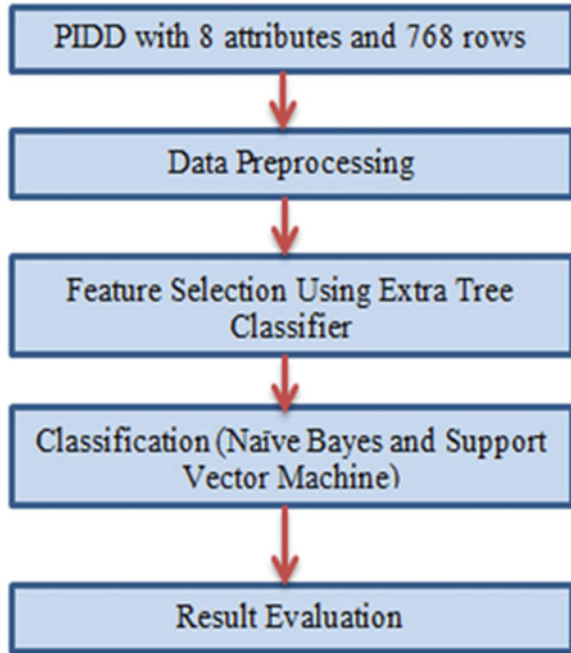 PIDD with 8 attributes and 768 rows
Data Preprocessing
Feature Selection Using Extra Tree
Classifier
Classification (Naïve Bayes and Support
Vector Machine)
Result Evaluation